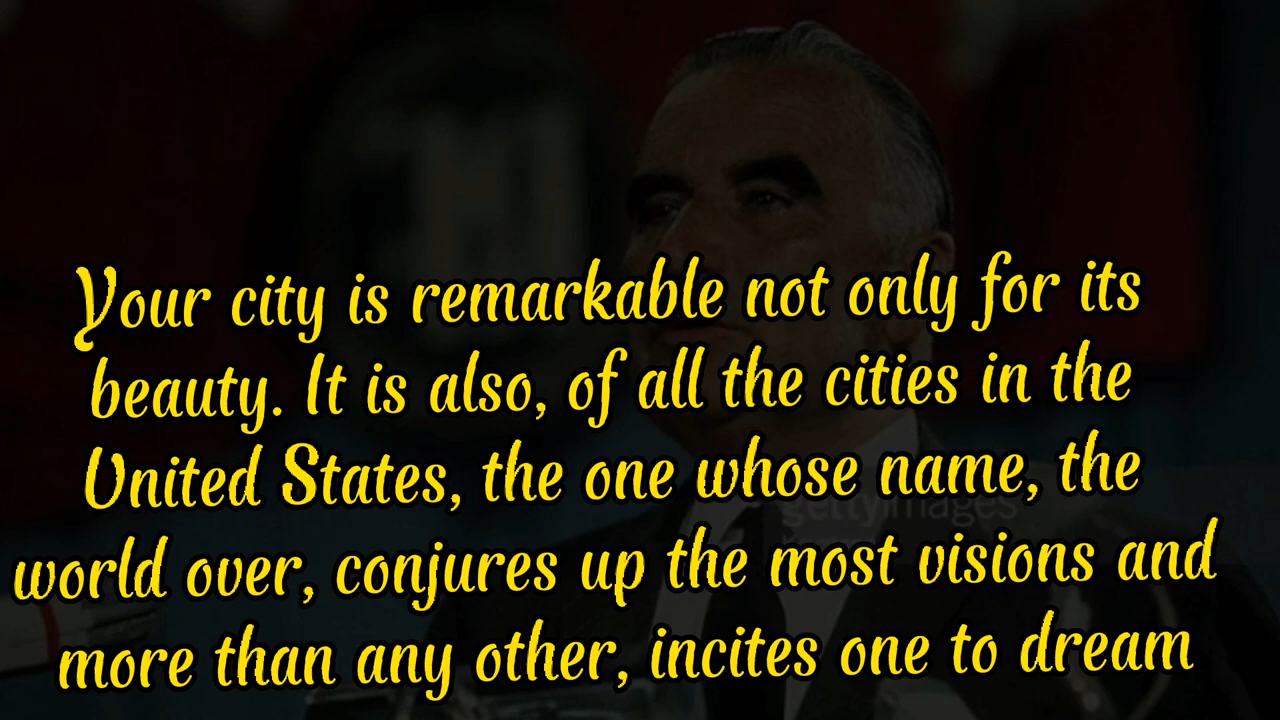 Your city is remarkable not only for its
beauty. It is also, of all the cities in the
United States, the one whose name, the
gettyimages
world over, conjures up the most visions and
more than any other, incites one to dream